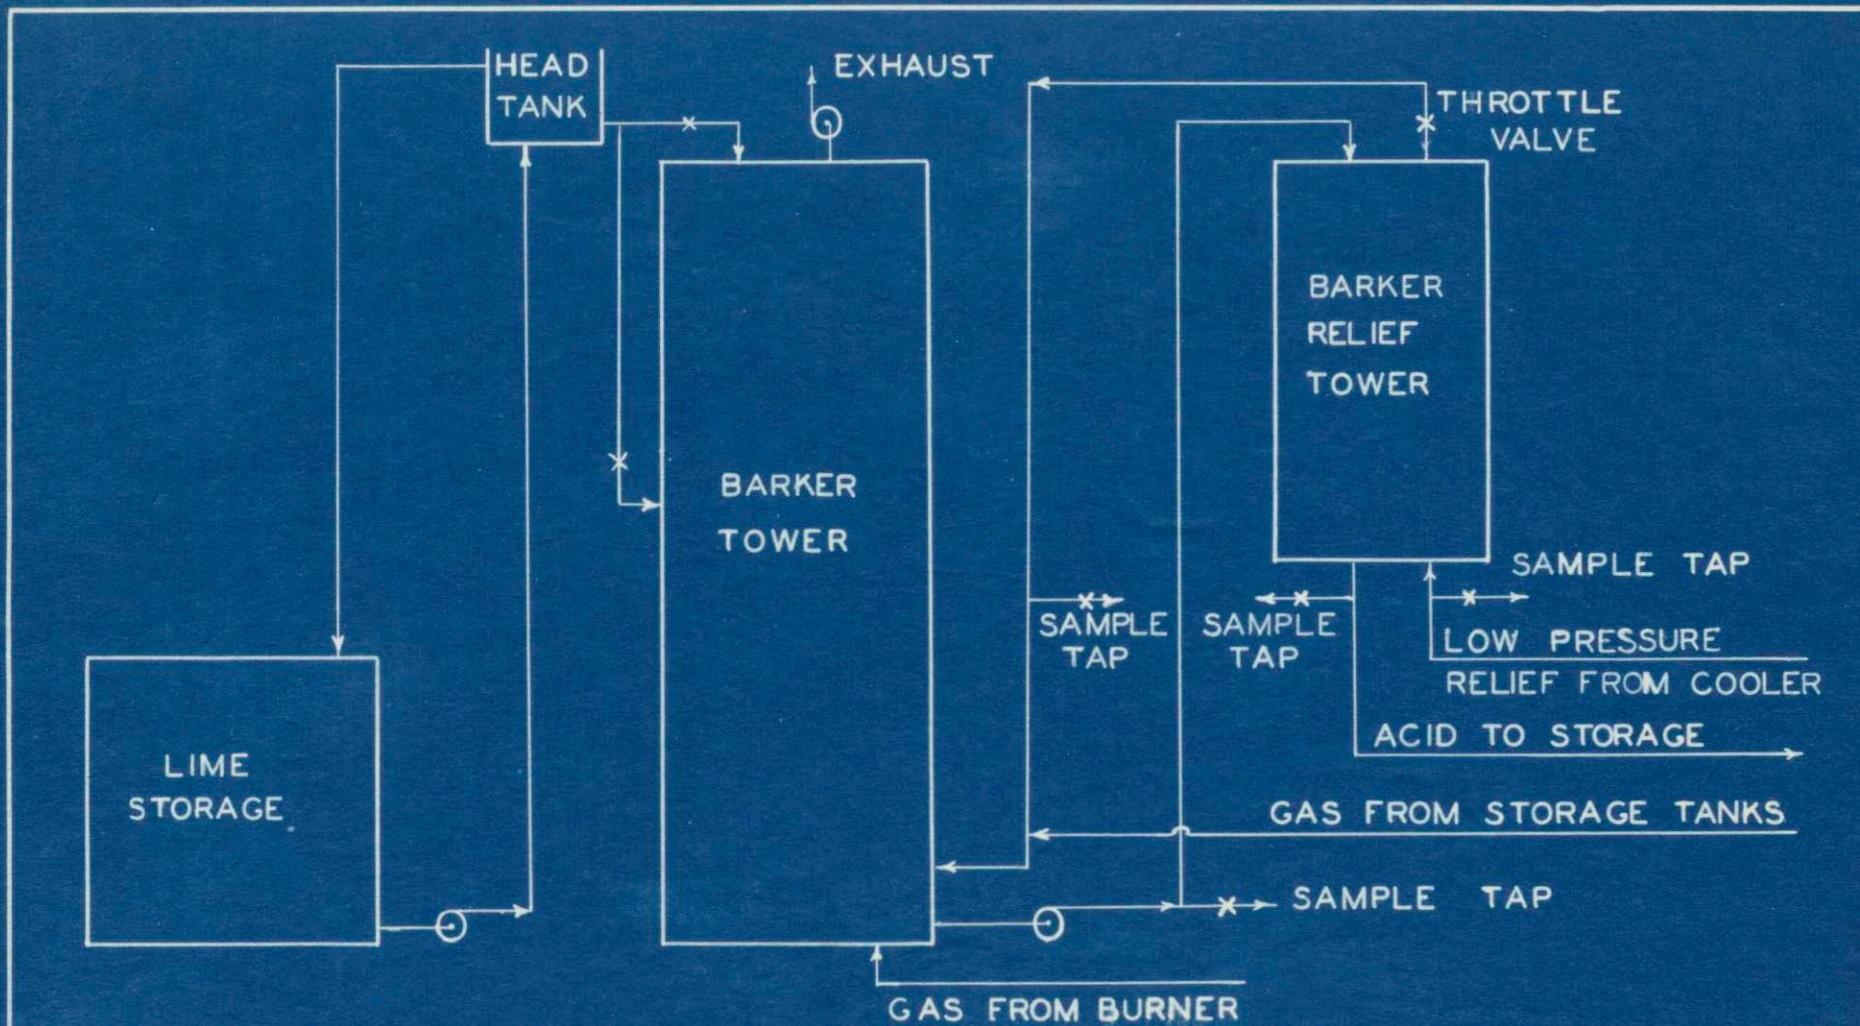 HEAD
TANK
EXHAUST
THROTTLE
VALVE
BARKER
RELIEF
TOWER
BARKER
TOWER
SAMPLE TAP
SAMPLE
TAP
SAMPLE
TAP
LOW PRESSURE
RELIEF FROM COOLER
ACID TO STORAGE
LIME
STORAGE
GAS FROM STORAGE TANKS
SAMPLE TAP
GAS FROM BURNER